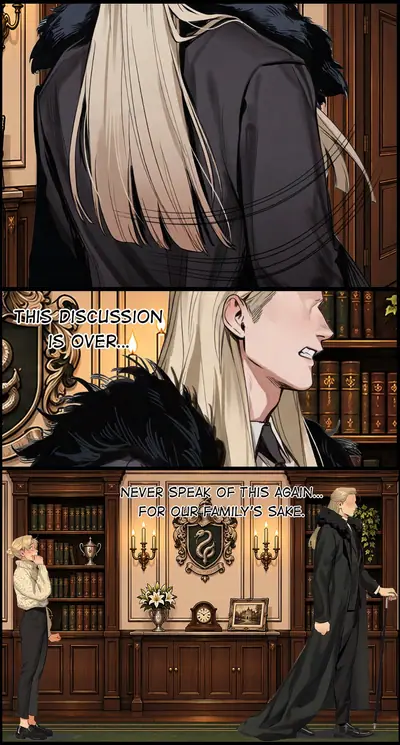 THIS DISCUSSION
IS OVER...
NEVER SPEAK OF THIS AGAIN...
FOR OUR FAMILY'S SAKE.